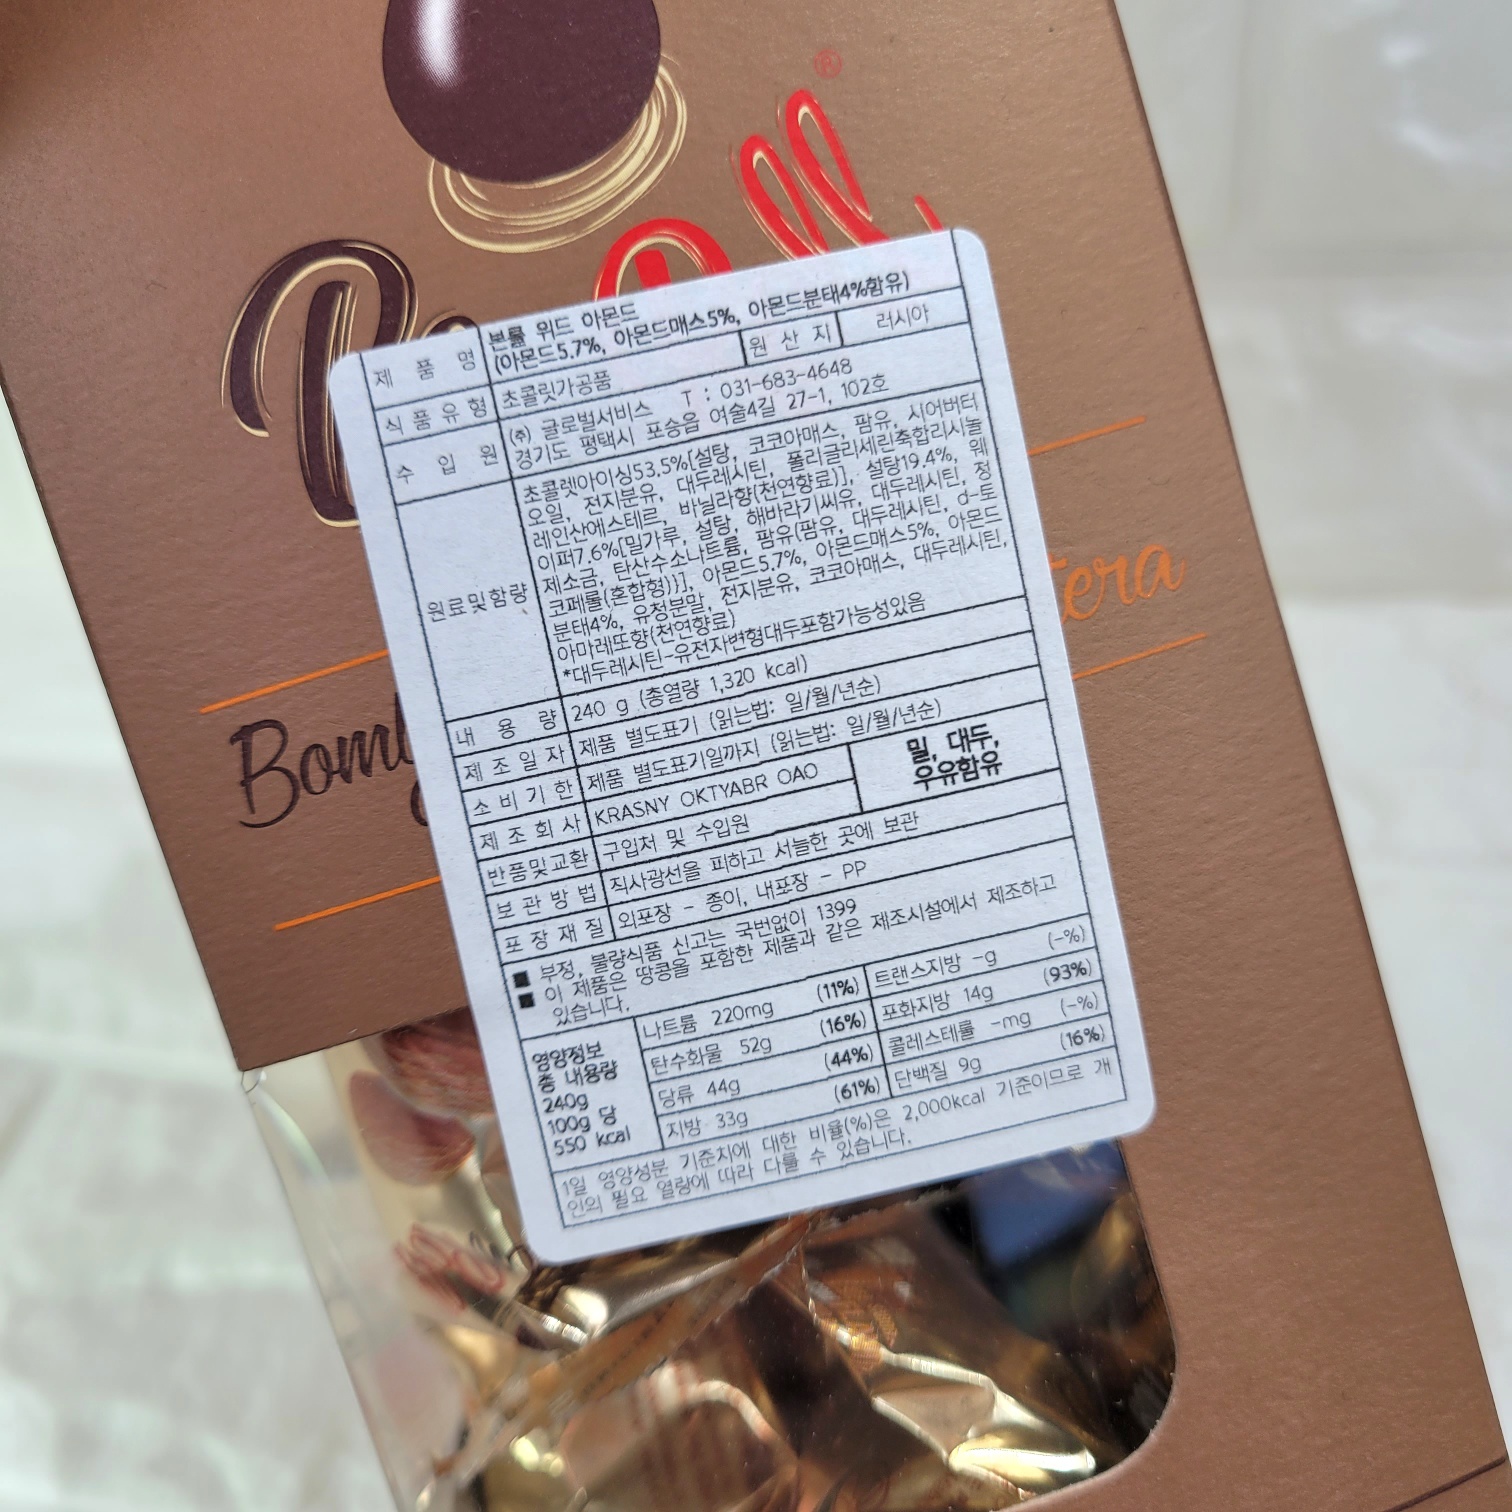 ®
Bomb
tera
제 품 명
본롤 위드 아몬드
(아몬드5.7%, 아몬드매스5%, 아몬드분태4%함유)
식 품 유 형
초콜릿가공품
원 산 지
러시아
수 입 원
(주) 글로벌서비스 T : 031-683-4648
경기도 평택시 포승읍 여술4길 27-1, 102호
원료및함량
초콜렛아이싱53.5%[설탕, 코코아매스, 팜유, 시어버터
오일, 전지분유, 대두레시틴, 폴리글리세린축합리시놀
레인산에스테르, 바닐라향(천연향료)], 설탕19.4%, 웨
이퍼7.6%[밀가루, 설탕, 해바라기씨유, 대두레시틴, 정
제소금, 탄산수소나트륨, 팜유(팜유, 대두레시틴, d-토
코페롤(혼합형))], 아몬드5.7%, 아몬드매스5%, 아몬드
분태4%, 유청분말, 전지분유, 코코아매스, 대두레시틴,
아마레또향(천연향료)
*대두레시틴-유전자변형대두포함가능성있음
내 용 량
240 g (총열량 1,320 kcal)
제 조 일 자
제품 별도표기 (읽는법: 일/월/년순)
소 비 기 한
제품 별도표기일까지 (읽는법: 일/월/년순)
제 조 회 사
KRASNY OKTYABR OAO
밀, 대두,
우유함유
반품및교환
구입처 및 수입원
보 관 방 법
직사광선을 피하고 서늘한 곳에 보관
포 장 재 질
외포장 - 종이, 내포장 - PP
■ 부정, 불량식품 신고는 국번없이 1399
■ 이 제품은 땅콩을 포함한 제품과 같은 제조시설에서 제조하고
있습니다.
영양정보
총 내용량
240g
100g 당
550 kcal
나트륨 220mg (11%)
트랜스지방 -g (-%)
탄수화물 52g (16%)
포화지방 14g (93%)
당류 44g (44%)
콜레스테롤 -mg (-%)
지방 33g (61%)
단백질 9g (16%)
1일 영양성분 기준치에 대한 비율(%)은 2,000kcal 기준이므로 개
인의 필요 열량에 따라 다를 수 있습니다.